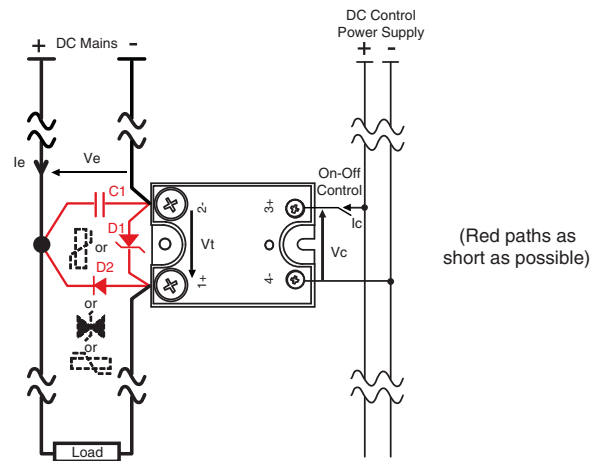 DC Control
Power Supply
+ DC Mains -
+ -
Ie
Ve
On-Off
Control
C1
2-
3+
Ic
D1
or
Vt
Vc
(Red paths as
short as possible)
D2
1+
4-
or
or
Load